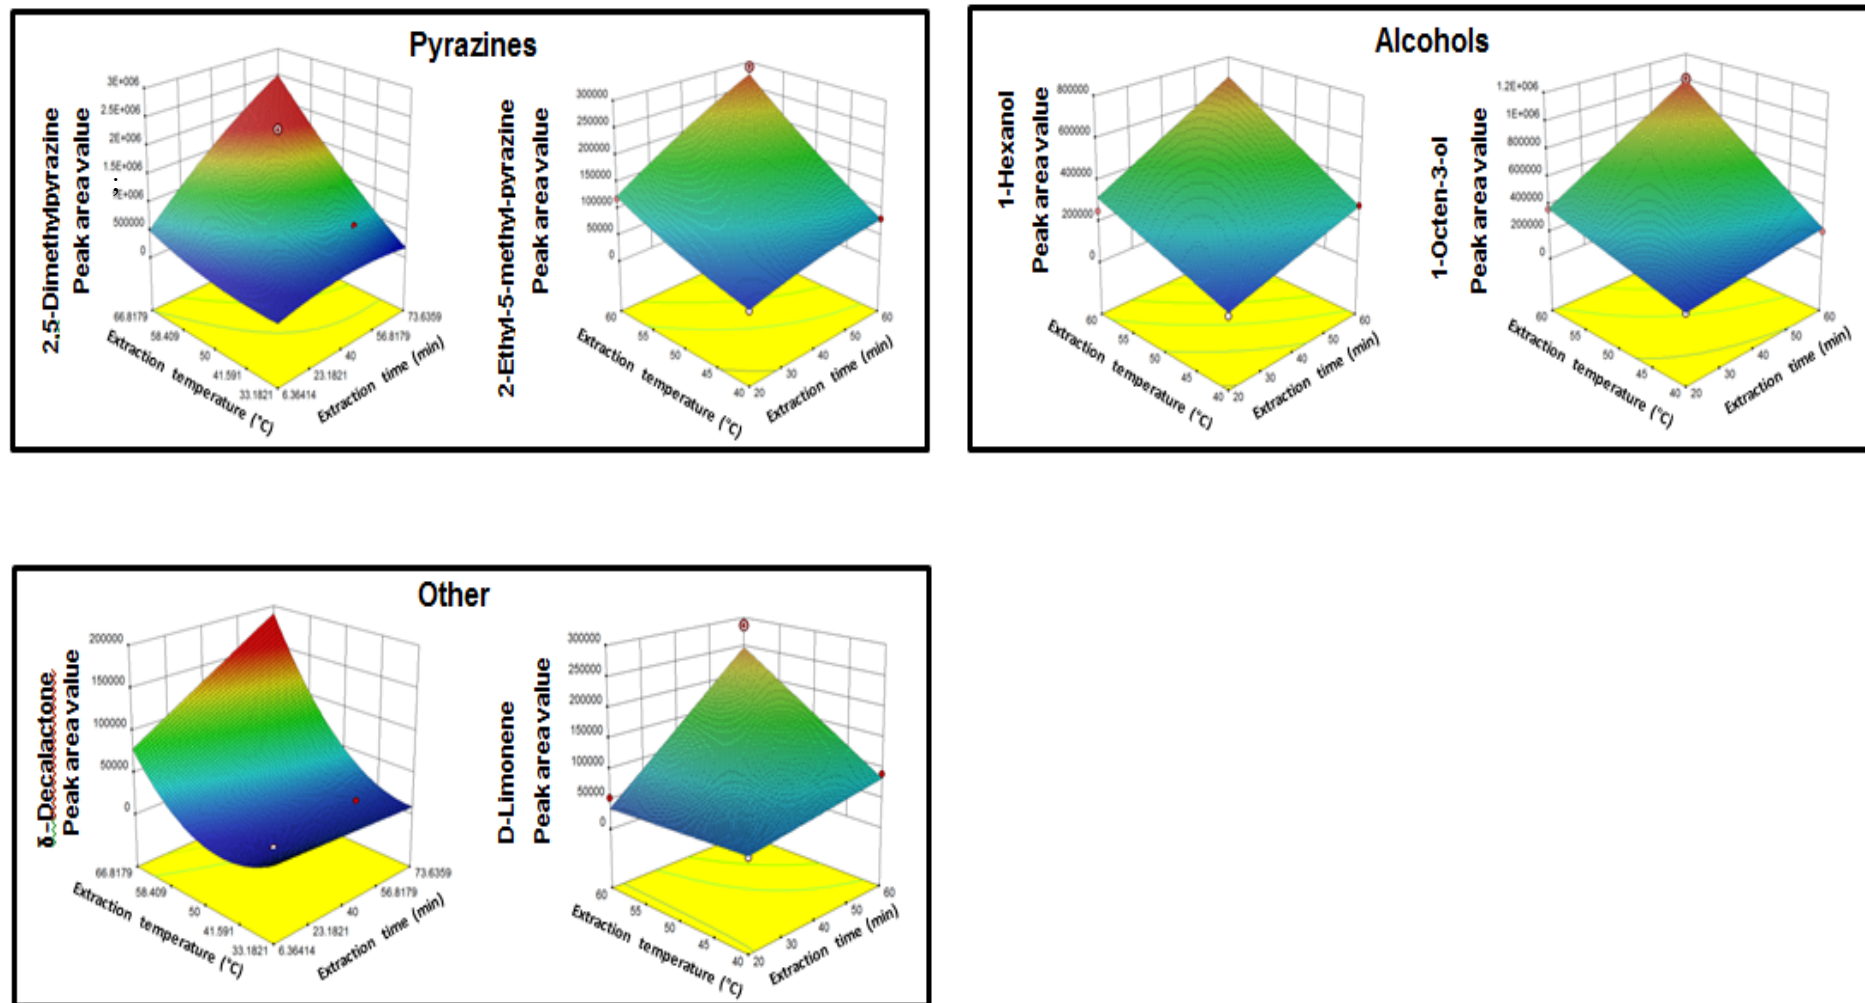 Pyrazines
2,5-Dimethylpyrazine
Peak area value
3E+006
2.5E+006
2E+006
1.5E+006
500000
0
66.8179
58.409
50
41.591
33.1821
Extraction temperature (°C)
6.36414
23.1821
40
56.8179
73.6359
Extraction time (min)
2-Ethyl-5-methyl-pyrazine
Peak area value
300000
250000
200000
150000
100000
50000
0
60
55
50
45
40
Extraction temperature (°C)
20
30
40
50
60
Extraction time (min)
Alcohols
1-Hexanol
Peak area value
800000
600000
400000
200000
0
60
55
50
45
40
Extraction temperature (°C)
20
30
40
50
60
Extraction time (min)
1-Octen-3-ol
Peak area value
1.2E+006
1E+006
800000
600000
400000
200000
0
60
55
50
45
40
Extraction temperature (°C)
20
30
40
50
60
Extraction time (min)
Other
δ-Decalactone
Peak area value
200000
150000
100000
50000
0
66.8179
58.409
50
41.591
33.1821
Extraction temperature (°C)
6.36414
23.1821
40
56.8179
73.6359
Extraction time (min)
D-Limonene
Peak area value
300000
250000
200000
150000
100000
50000
0
60
55
50
45
40
Extraction temperature (°C)
20
30
40
50
60
Extraction time (min)